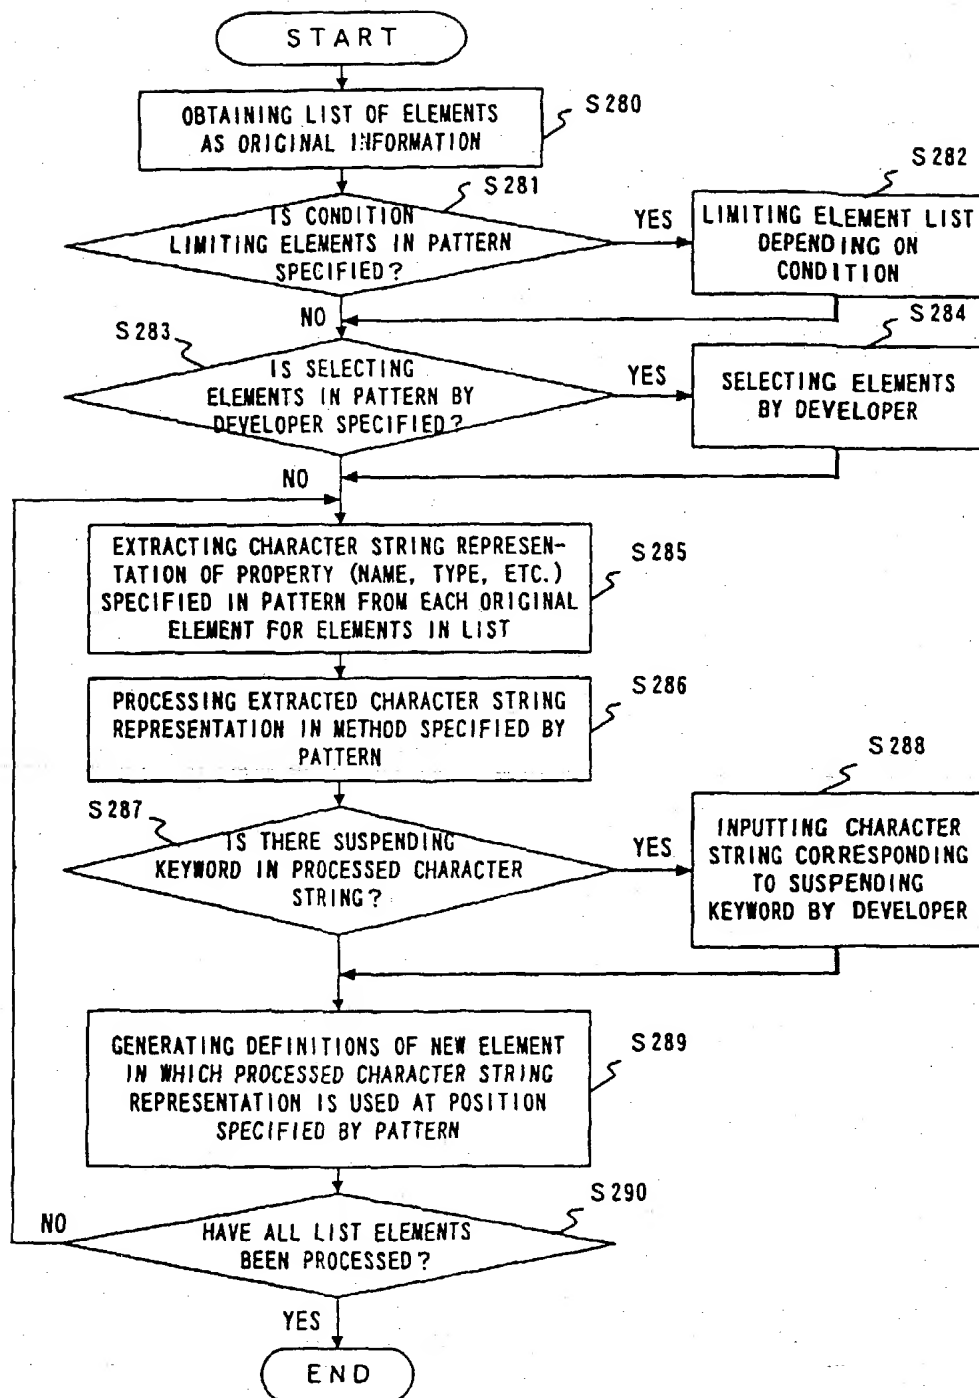 START
OBTAINING LIST OF ELEMENTS
AS ORIGINAL INFORMATION
S280
IS CONDITION
LIMITING ELEMENTS IN PATTERN
SPECIFIED?
S281
YES
LIMITING ELEMENT LIST
DEPENDING ON
CONDITION
S282
NO
IS SELECTING
ELEMENTS IN PATTERN BY
DEVELOPER SPECIFIED?
S283
YES
SELECTING ELEMENTS
BY DEVELOPER
S284
NO
EXTRACTING CHARACTER STRING REPRESEN-
TATION OF PROPERTY (NAME, TYPE, ETC.)
SPECIFIED IN PATTERN FROM EACH ORIGINAL
ELEMENT FOR ELEMENTS IN LIST
S285
PROCESSING EXTRACTED CHARACTER STRING
REPRESENTATION IN METHOD SPECIFIED BY
PATTERN
S286
IS THERE SUSPENDING
KEYWORD IN PROCESSED CHARACTER
STRING?
S287
YES
INPUTTING CHARACTER
STRING CORRESPONDING
TO SUSPENDING
KEYWORD BY DEVELOPER
S288
GENERATING DEFINITIONS OF NEW ELEMENT
IN WHICH PROCESSED CHARACTER STRING
REPRESENTATION IS USED AT POSITION
SPECIFIED BY PATTERN
S289
HAVE ALL LIST ELEMENTS
BEEN PROCESSED?
S290
NO
YES
END